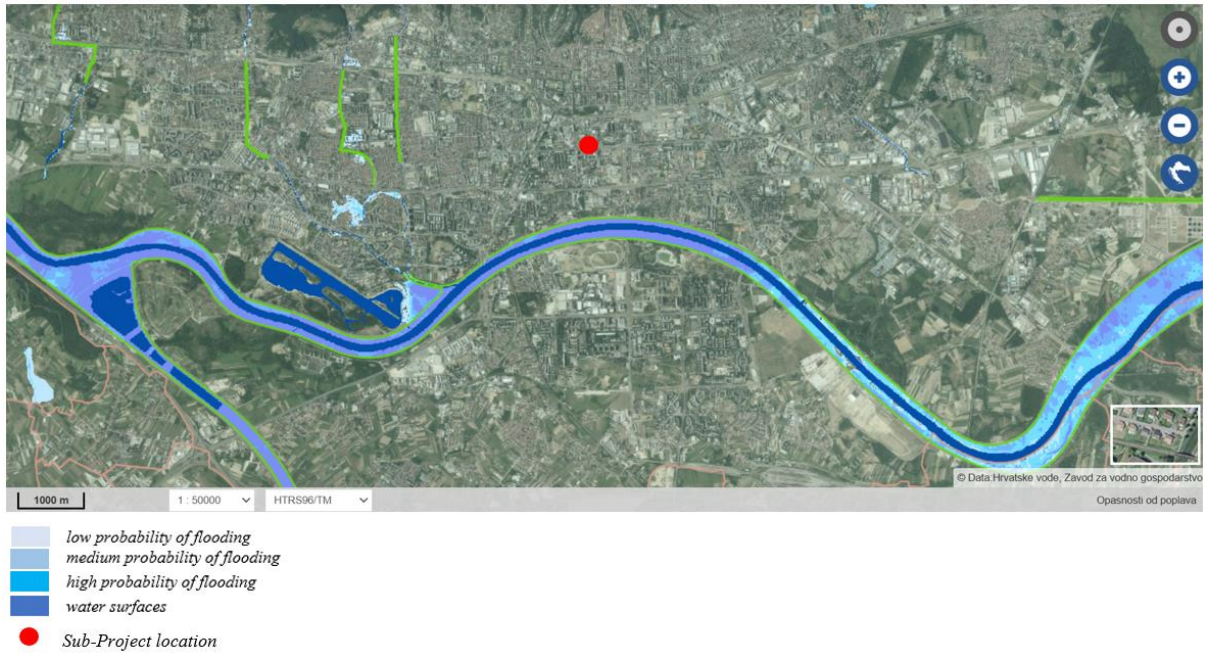 © Data:Hrvatske vode, Zavod za vodno gospodarstvo
1000 m
1 : 50000
HTRS96/TM
Opasnosti od poplava
low probability of flooding
medium probability of flooding
high probability of flooding
water surfaces
Sub-Project location